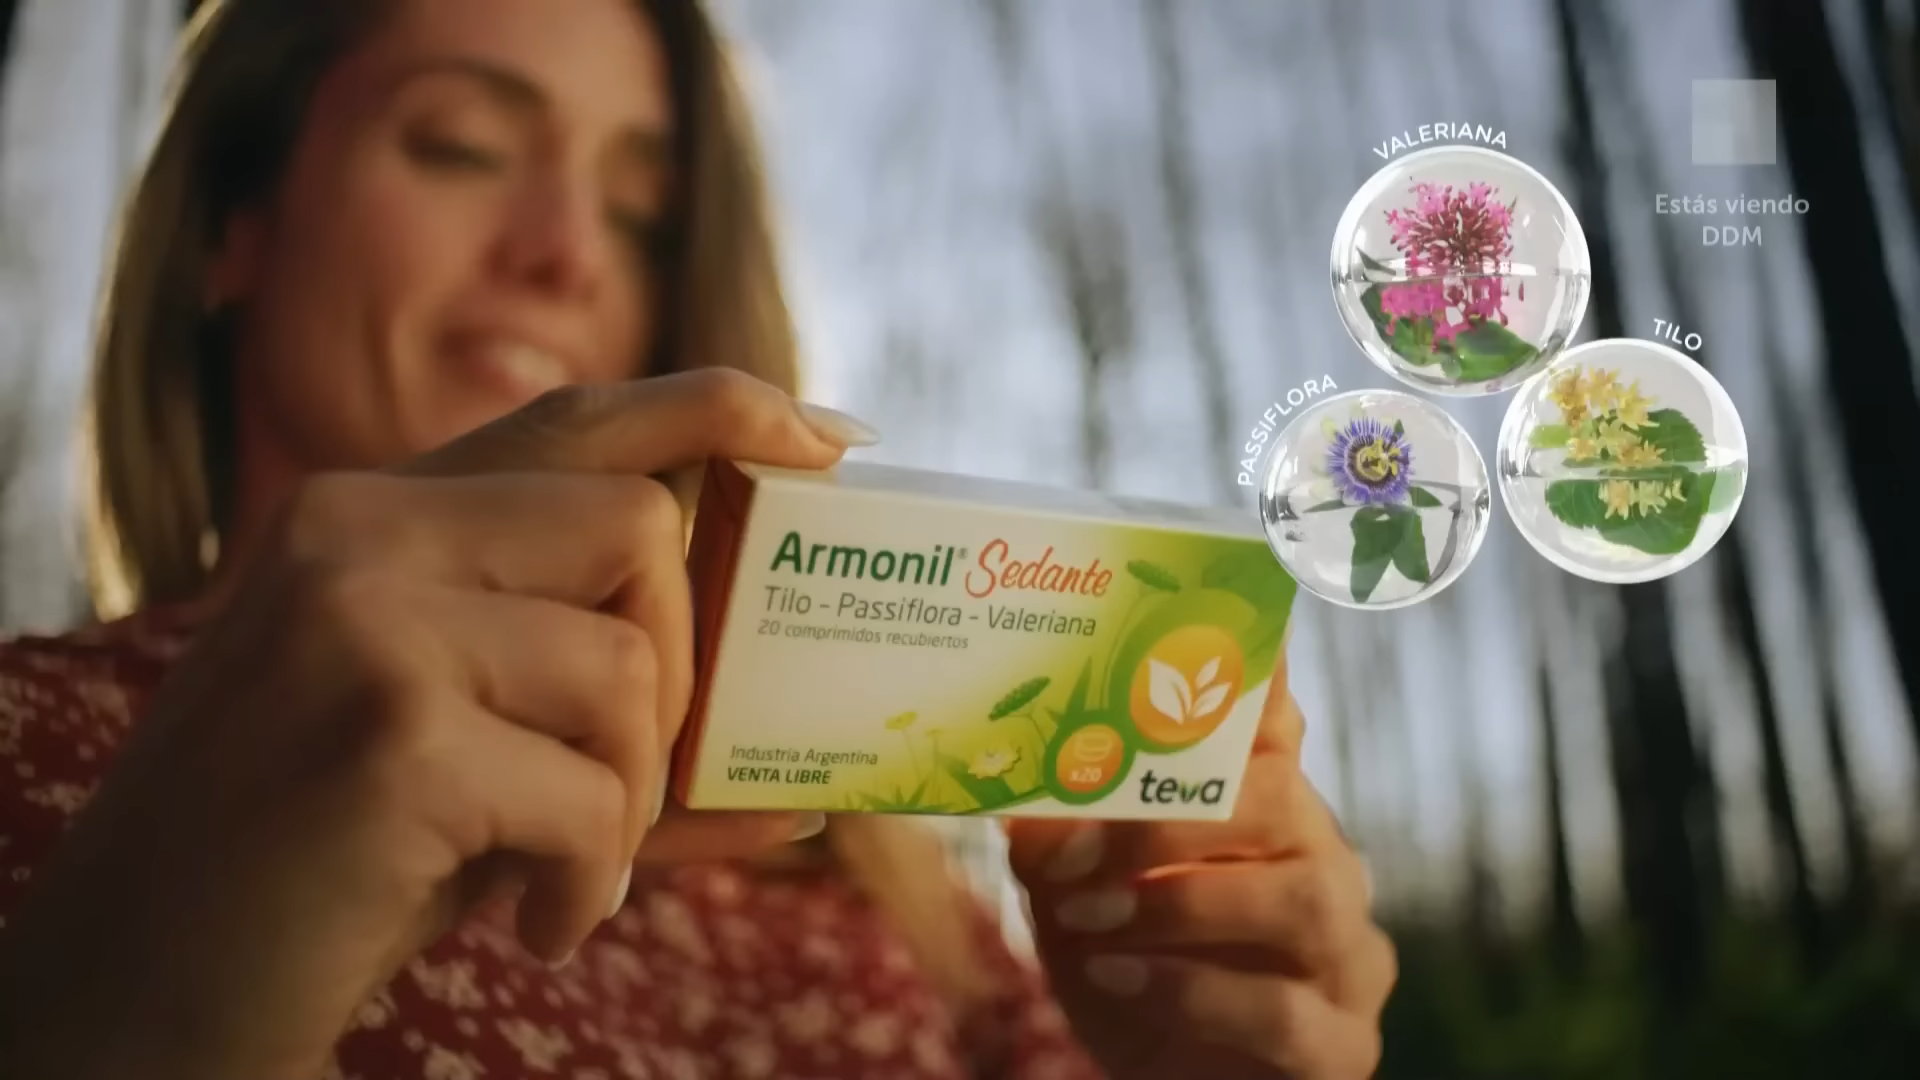 VALERIANA
Estás viendo
DDM
TILO
PASSIFLORA
Armonil® Sedante
Tilo - Passiflora - Valeriana
20 comprimidos recubiertos
Industria Argentina
VENTA LIBRE
x20
teva